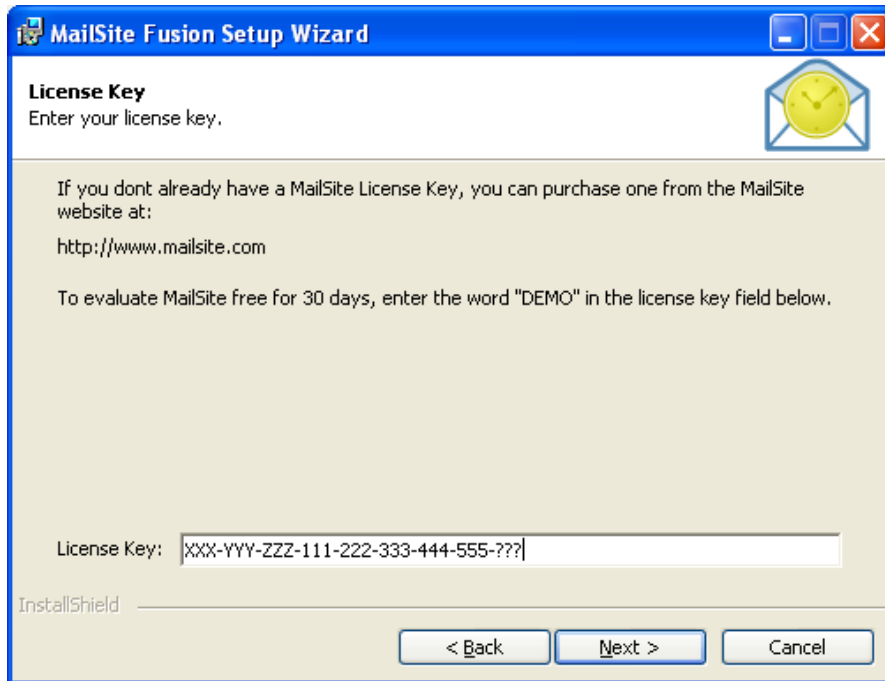 MailSite Fusion Setup Wizard
License Key
Enter your license key.
If you dont already have a MailSite License Key, you can purchase one from the MailSite
website at:
http://www.mailsite.com
To evaluate MailSite free for 30 days, enter the word "DEMO" in the license key field below.
License Key: XXX-YYY-ZZZ-111-222-333-444-555-???
InstallShield
< Back Next > Cancel